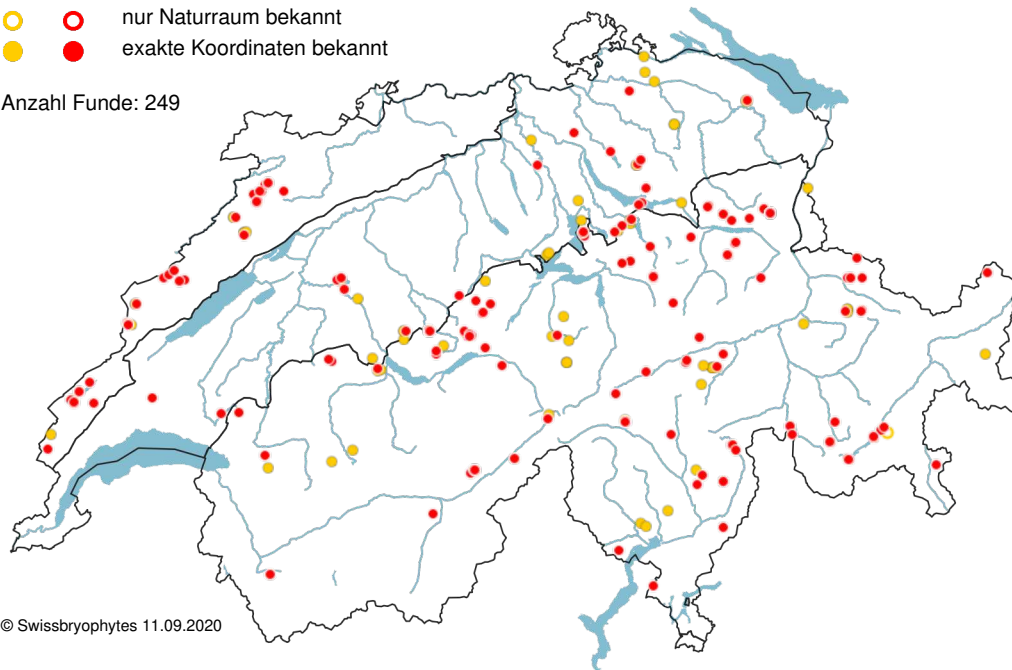 nur Naturraum bekannt
exakte Koordinaten bekannt
Anzahl Funde: 249
© Swissbryophytes 11.09.2020